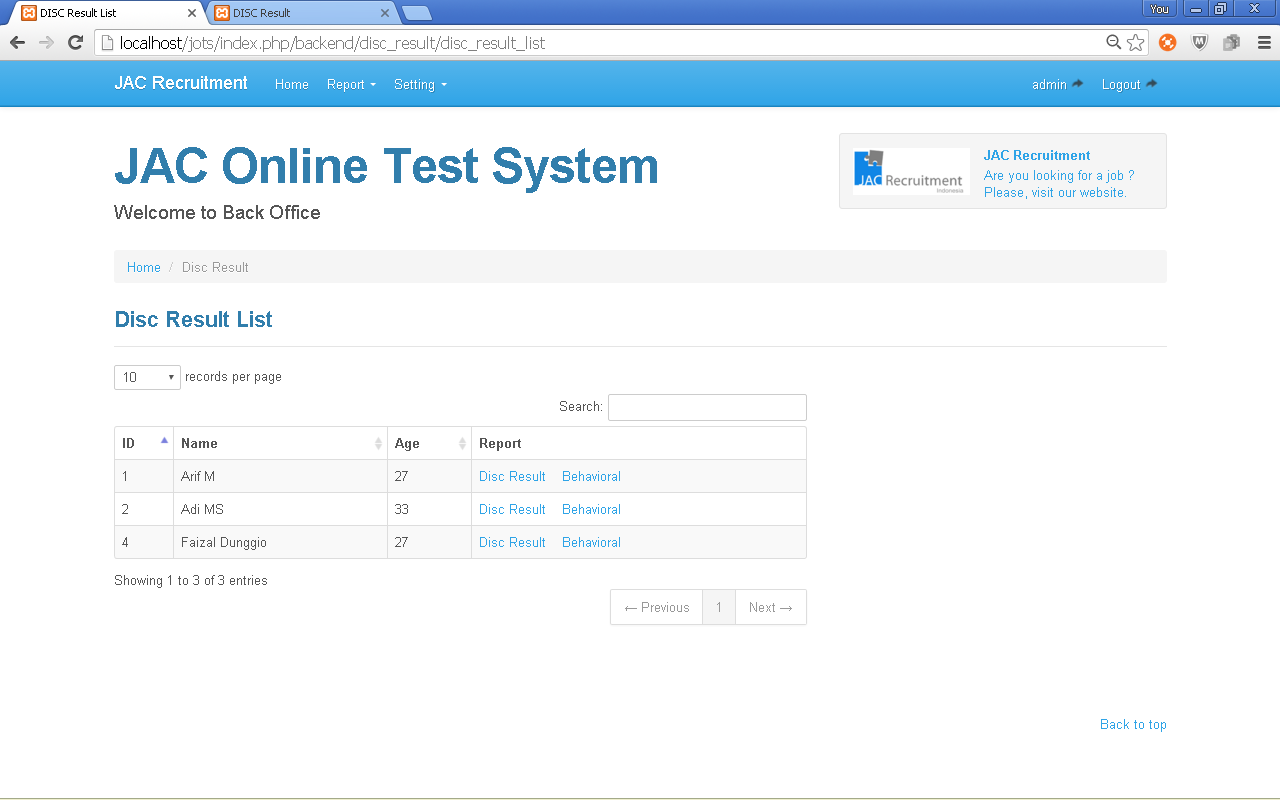 DISC Result List
DISC Result
You
localhost/jots/index.php/backend/disc_result/disc_result_list
JAC Recruitment Home Report Setting admin Logout
JAC Online Test System
Welcome to Back Office
JAC Recruitment
Indonesia
JAC Recruitment
Are you looking for a job ?
Please, visit our website.
Home / Disc Result
Disc Result List
10 records per page
Search:
ID Name Age Report
1 Arif M 27 Disc Result Behavioral
2 Adi MS 33 Disc Result Behavioral
4 Faizal Dunggio 27 Disc Result Behavioral
Showing 1 to 3 of 3 entries
← Previous 1 Next →
Back to top